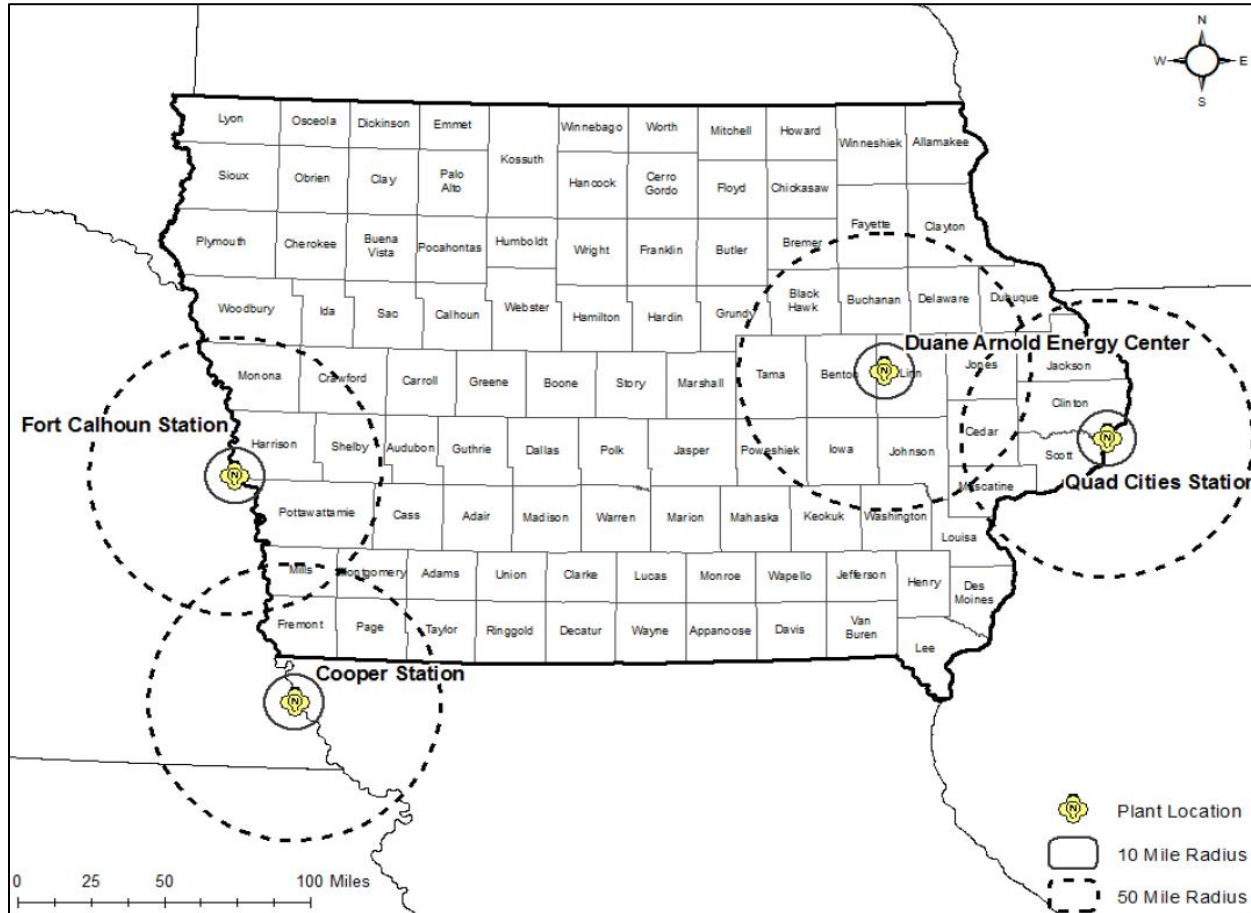 N
W E
S
Lyon Osceola Dickinson Emmet Winnebago Worth Mitchell Howard Winneshiek Allamakee
Kossuth
Sioux Obrien Clay Palo Alto Hancock Cerro Gordo Floyd Chickasaw
Fayette Clayton
Plymouth Cherokee Buena Vista Pocahontas Humboldt Wright Franklin Butler Bremer
Woodbury Ida Sac Calhoun Webster Hamilton Hardin Grundy Black Hawk Buchanan Delaware Dubuque
Duane Arnold Energy Center
Monona Crawford Carroll Greene Boone Story Marshall Tama Benton Linn Jones Jackson
Clinton
Fort Calhoun Station
Harrison Shelby Audubon Guthrie Dallas Polk Jasper Poweshiek Iowa Johnson Cedar Scott
Muscatine
Quad Cities Station
Pottawattamie Cass Adair Madison Warren Marion Mahaska Keokuk Washington Louisa
Mills Montgomery Adams Union Clarke Lucas Monroe Wapello Jefferson Henry Des Moines
Fremont Page Taylor Ringgold Decatur Wayne Appanoose Davis Van Buren Lee
Cooper Station
N
N
N
N
N Plant Location
10 Mile Radius
50 Mile Radius
0 25 50 100 Miles